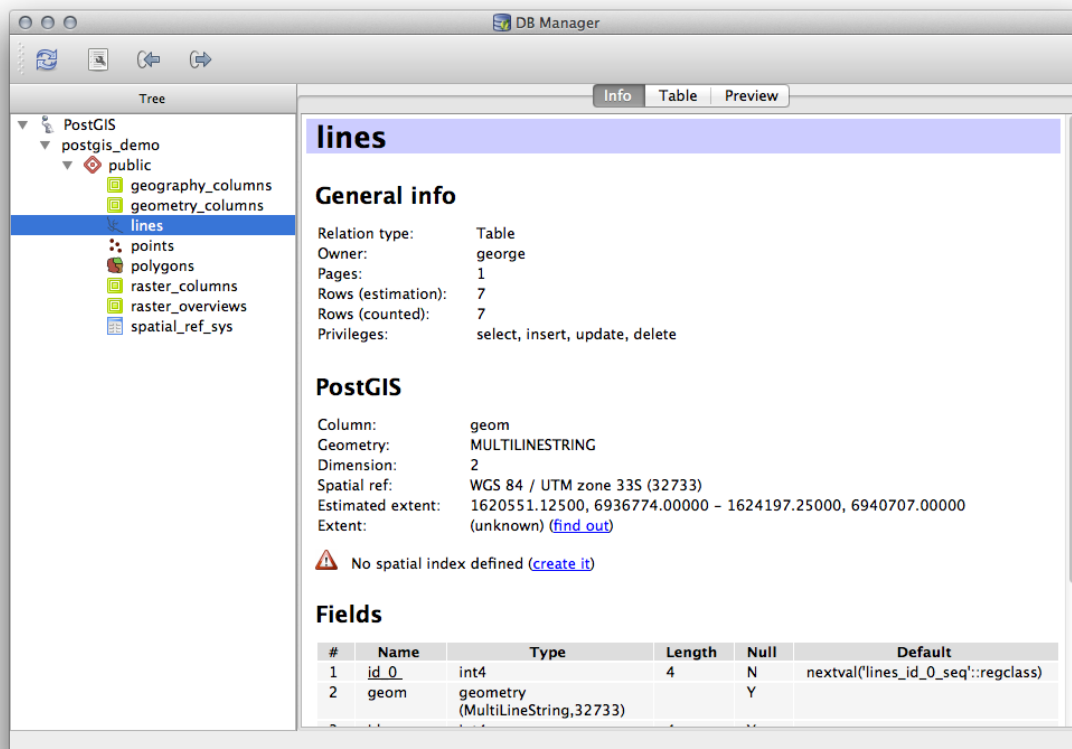 DB Manager
Tree
Info Table Preview
PostGIS
postgis_demo
public
geography_columns
geometry_columns
lines
points
polygons
raster_columns
raster_overviews
spatial_ref_sys
lines
General info
Relation type: Table
Owner: george
Pages: 1
Rows (estimation): 7
Rows (counted): 7
Privileges: select, insert, update, delete
PostGIS
Column: geom
Geometry: MULTILINESTRING
Dimension: 2
Spatial ref: WGS 84 / UTM zone 33S (32733)
Estimated extent: 1620551.12500, 6936774.00000 - 1624197.25000, 6940707.00000
Extent: (unknown) (find out)
No spatial index defined (create it)
Fields
# Name Type Length Null Default
1 id_0 int4 4 N nextval('lines_id_0_seq'::regclass)
2 geom geometry (MultiLineString,32733) Y